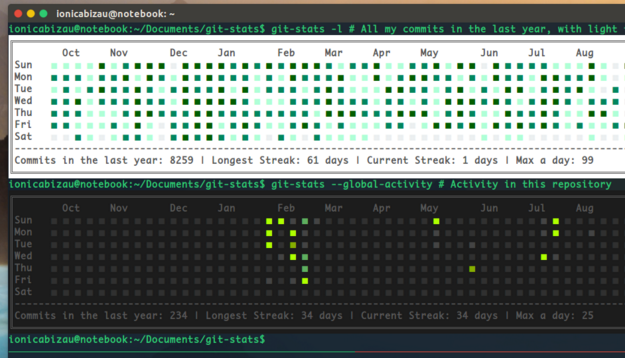 ionicabizau@notebook: ~
ionicabizau@notebook:~/Documents/git-stats$ git-stats -l # All my commits in the last year, with light
Oct Nov Dec Jan Feb Mar Apr May Jun Jul Aug
Sun
Mon
Tue
Wed
Thu
Fri
Sat
Commits in the last year: 8259 | Longest Streak: 61 days | Current Streak: 1 days | Max a day: 99
ionicabizau@notebook:~/Documents/git-stats$ git-stats --global-activity # Activity in this repository
Oct Nov Dec Jan Feb Mar Apr May Jun Jul Aug
Sun
Mon
Tue
Wed
Thu
Fri
Sat
Commits in the last year: 234 | Longest Streak: 34 days | Current Streak: 34 days | Max a day: 25
ionicabizau@notebook:~/Documents/git-stats$